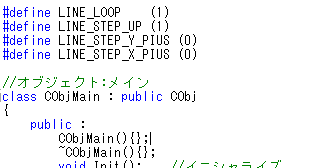 #define LINE_LOOP    (1)
#define LINE_STEP_UP (1)
#define LINE_STEP_Y_PIUS (0)
#define LINE_STEP_X_PIUS (0)
//オブジェクト:メイン
class CObjMain : public CObj
{
public :
CObjMain(){};
~CObjMain(){};
void Init();    //イニシャライズ